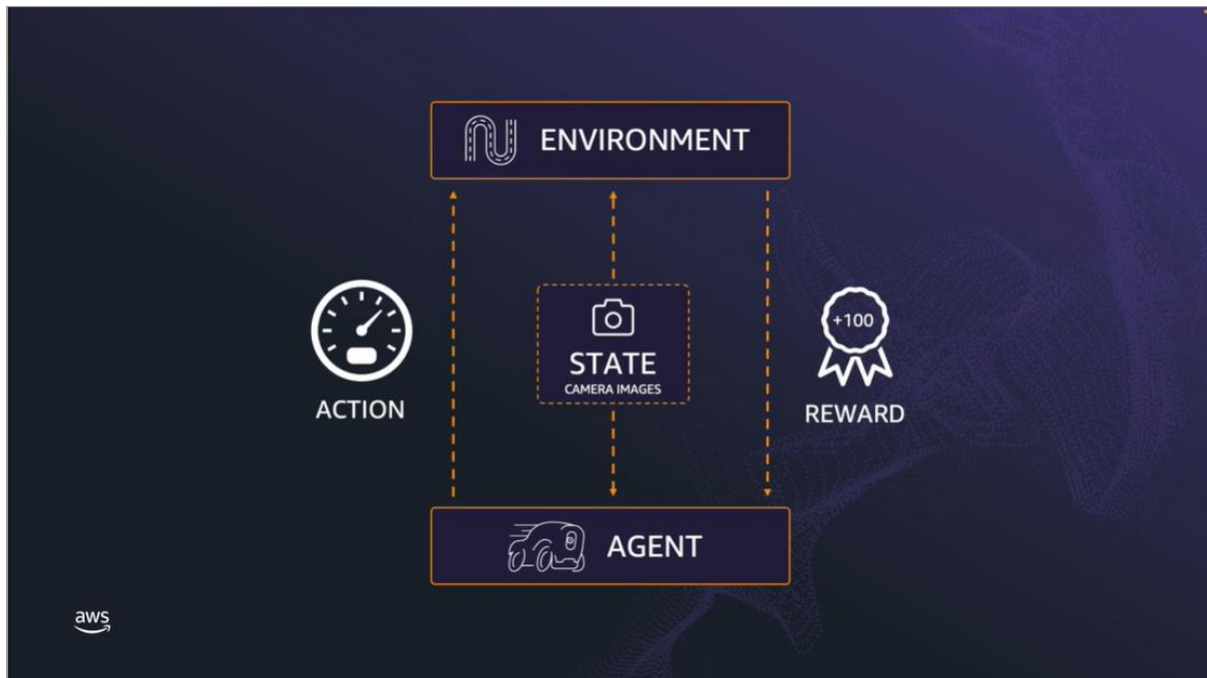 ENVIRONMENT
ACTION
STATE
CAMERA IMAGES
+100
REWARD
AGENT
aws